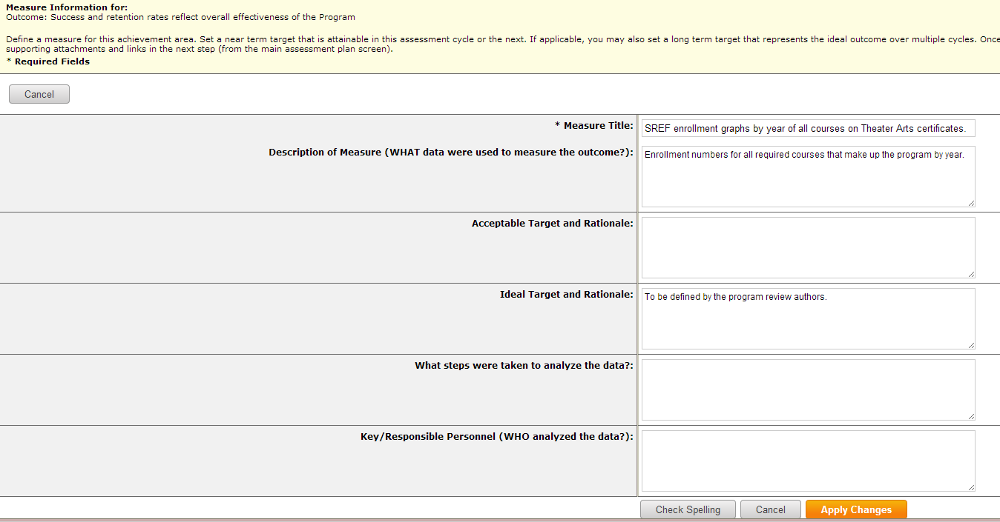 Measure Information for:
Outcome: Success and retention rates reflect overall effectiveness of the Program
Define a measure for this achievement area. Set a near term target that is attainable in this assessment cycle or the next. If applicable, you may also set a long term target that represents the ideal outcome over multiple cycles. Once
supporting attachments and links in the next step (from the main assessment plan screen).
* Required Fields
Cancel
* Measure Title: SREF enrollment graphs by year of all courses on Theater Arts certificates.
Description of Measure (WHAT data were used to measure the outcome?): Enrollment numbers for all required courses that make up the program by year.
Acceptable Target and Rationale:
Ideal Target and Rationale: To be defined by the program review authors.
What steps were taken to analyze the data?:
Key/Responsible Personnel (WHO analyzed the data?):
Check Spelling Cancel Apply Changes